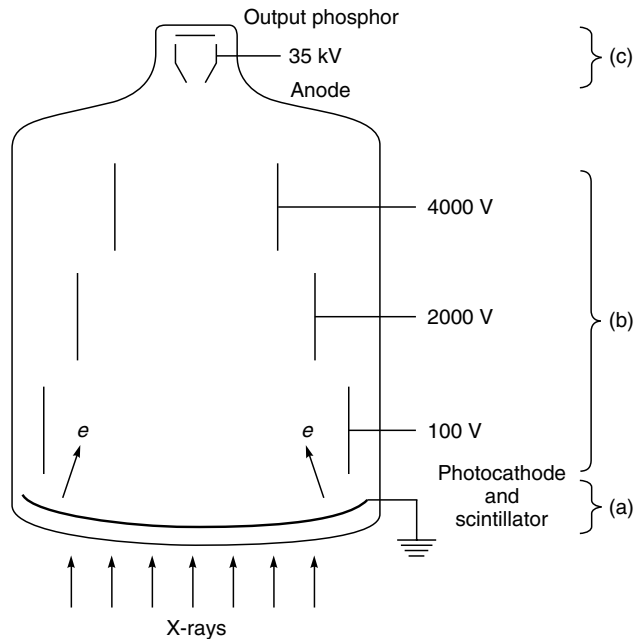 Output phosphor
35 kV
(c)
Anode
4000 V
2000 V
(b)
e
e
100 V
Photocathode
and
scintillator
(a)
X-rays